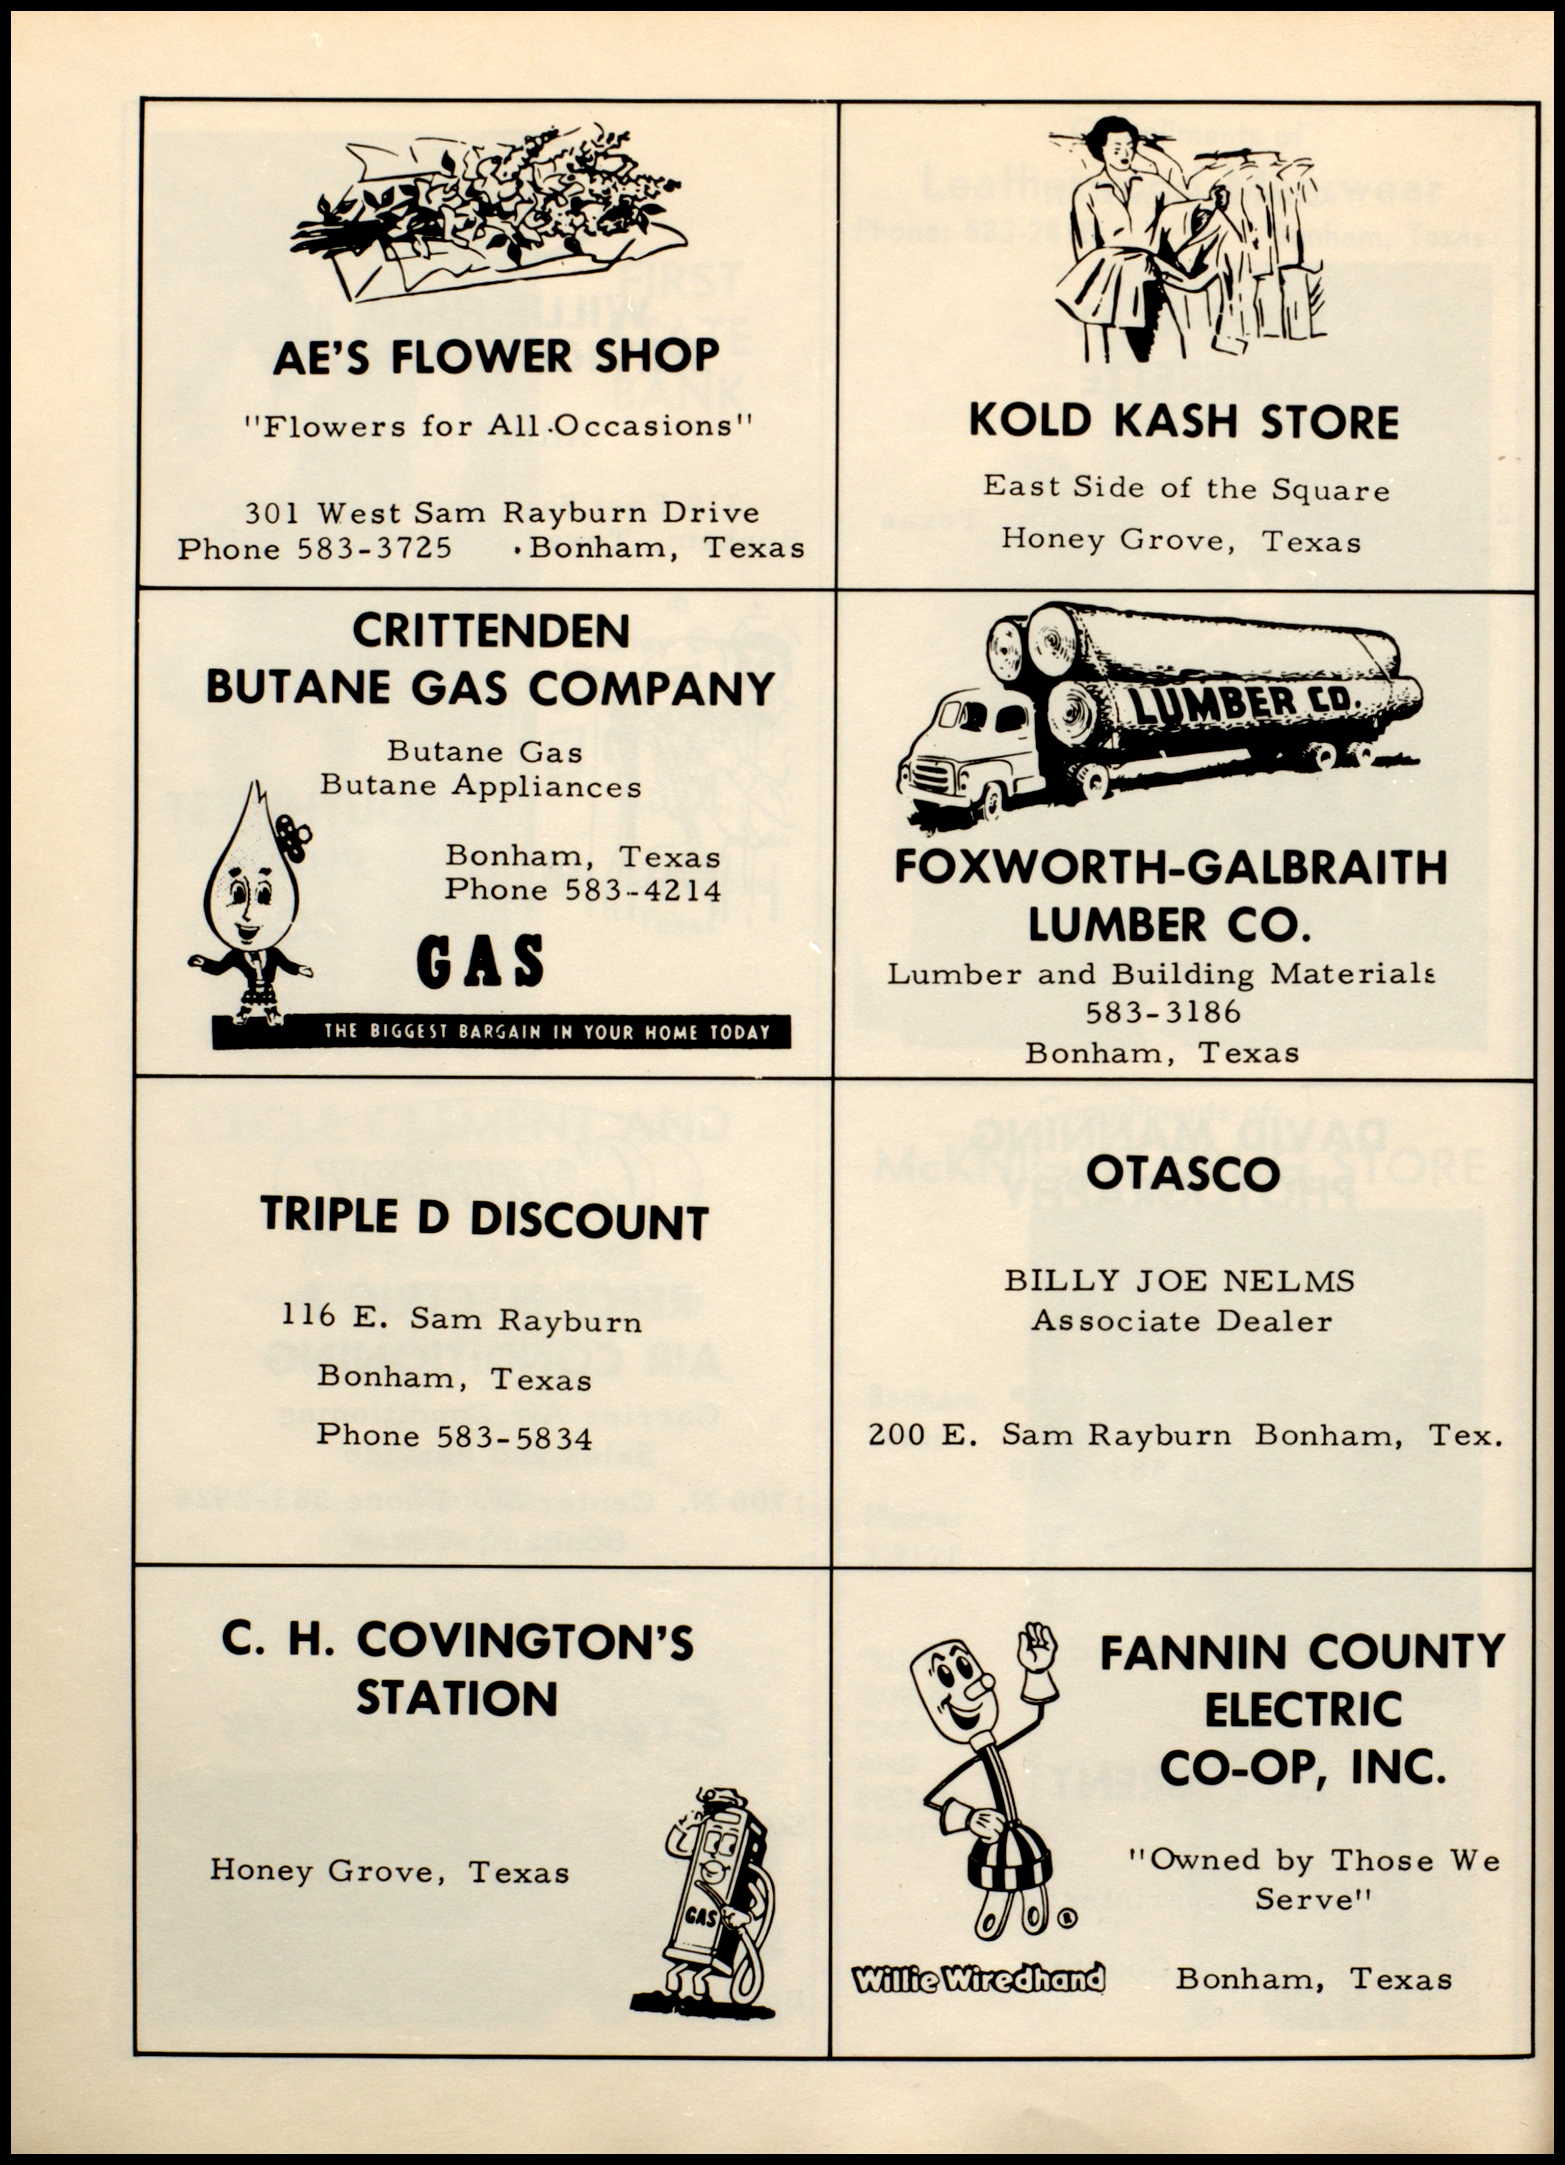 AE'S FLOWER SHOP
"Flowers for All Occasions"
301 West Sam Rayburn Drive
Phone 583-3725 Bonham, Texas
KOLD KASH STORE
East Side of the Square
Honey Grove, Texas
CRITTENDEN
BUTANE GAS COMPANY
Butane Gas
Butane Appliances
Bonham, Texas
Phone 583-4214
GAS
THE BIGGEST BARGAIN IN YOUR HOME TODAY
LUMBER CO.
FOXWORTH-GALBRAITH
LUMBER CO.
Lumber and Building Materials
583-3186
Bonham, Texas
TRIPLE D DISCOUNT
116 E. Sam Rayburn
Bonham, Texas
Phone 583-5834
OTASCO
BILLY JOE NELMS
Associate Dealer
200 E. Sam Rayburn Bonham, Tex.
C. H. COVINGTON'S
STATION
Honey Grove, Texas
GAS
FANNIN COUNTY
ELECTRIC
CO-OP, INC.
"Owned by Those We
Serve"
Bonham, Texas
®
Willie Wiredhand